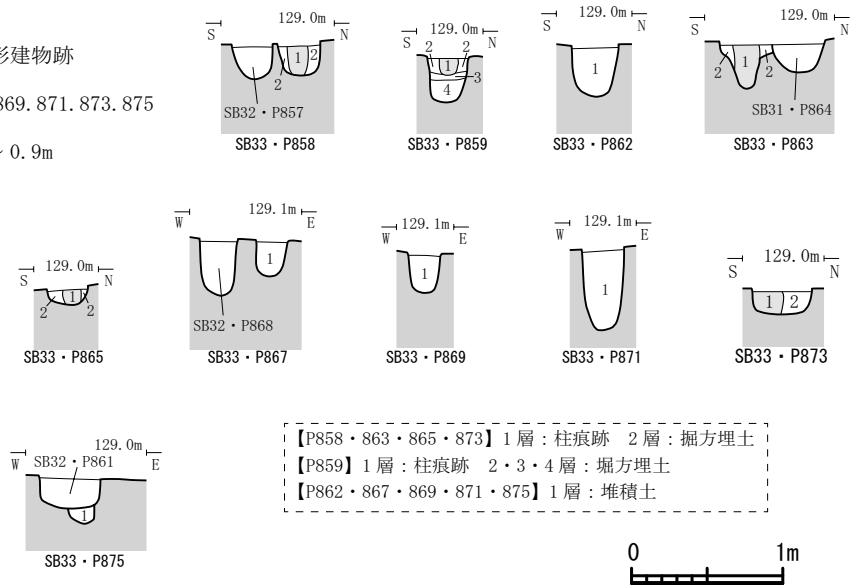 形建物跡
869. 871. 873. 875
~ 0.9m
S 129.0m N
2 1 2
SB32・P857
SB33・P858
S 129.0m N
2 2
1
3
4
SB33・P859
S 129.0m N
1
SB33・P862
S 129.0m N
2 1 2
SB31・P864
SB33・P863
S 129.0m N
2 1 2
SB33・P865
W 129.1m E
1
SB32・P868
SB33・P867
W 129.1m E
1
SB33・P869
W 129.1m E
1
SB33・P871
S 129.0m N
1 2
SB33・P873
W 129.0m E
SB32・P861
1
SB33・P875
【P858・863・865・873】1層：柱痕跡 2層：掘方埋土
【P859】1層：柱痕跡 2・3・4層：掘方埋土
【P862・867・869・871・875】1層：堆積土
0 1m